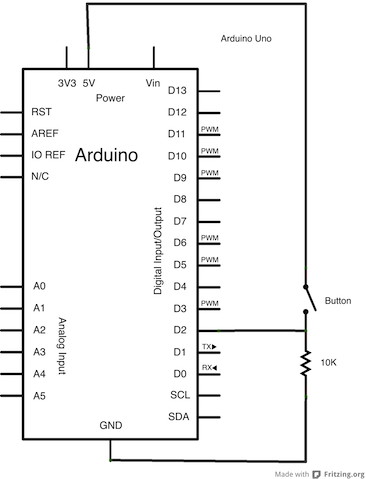 Arduino Uno
3V3 5V Vin
Power
D13
RST D12
AREF D11 PWM
IO REF Arduino D10 PWM
N/C D9 PWM
D8
D7
Digital Input/Output
D6 PWM
D5 PWM
A0 D4
A1 D3 PWM
Button
A2 D2
Analog Input
A3 D1 TX▶
A4 D0 RX◀
10K
A5 SCL
SDA
GND
Made with Fritzing.org